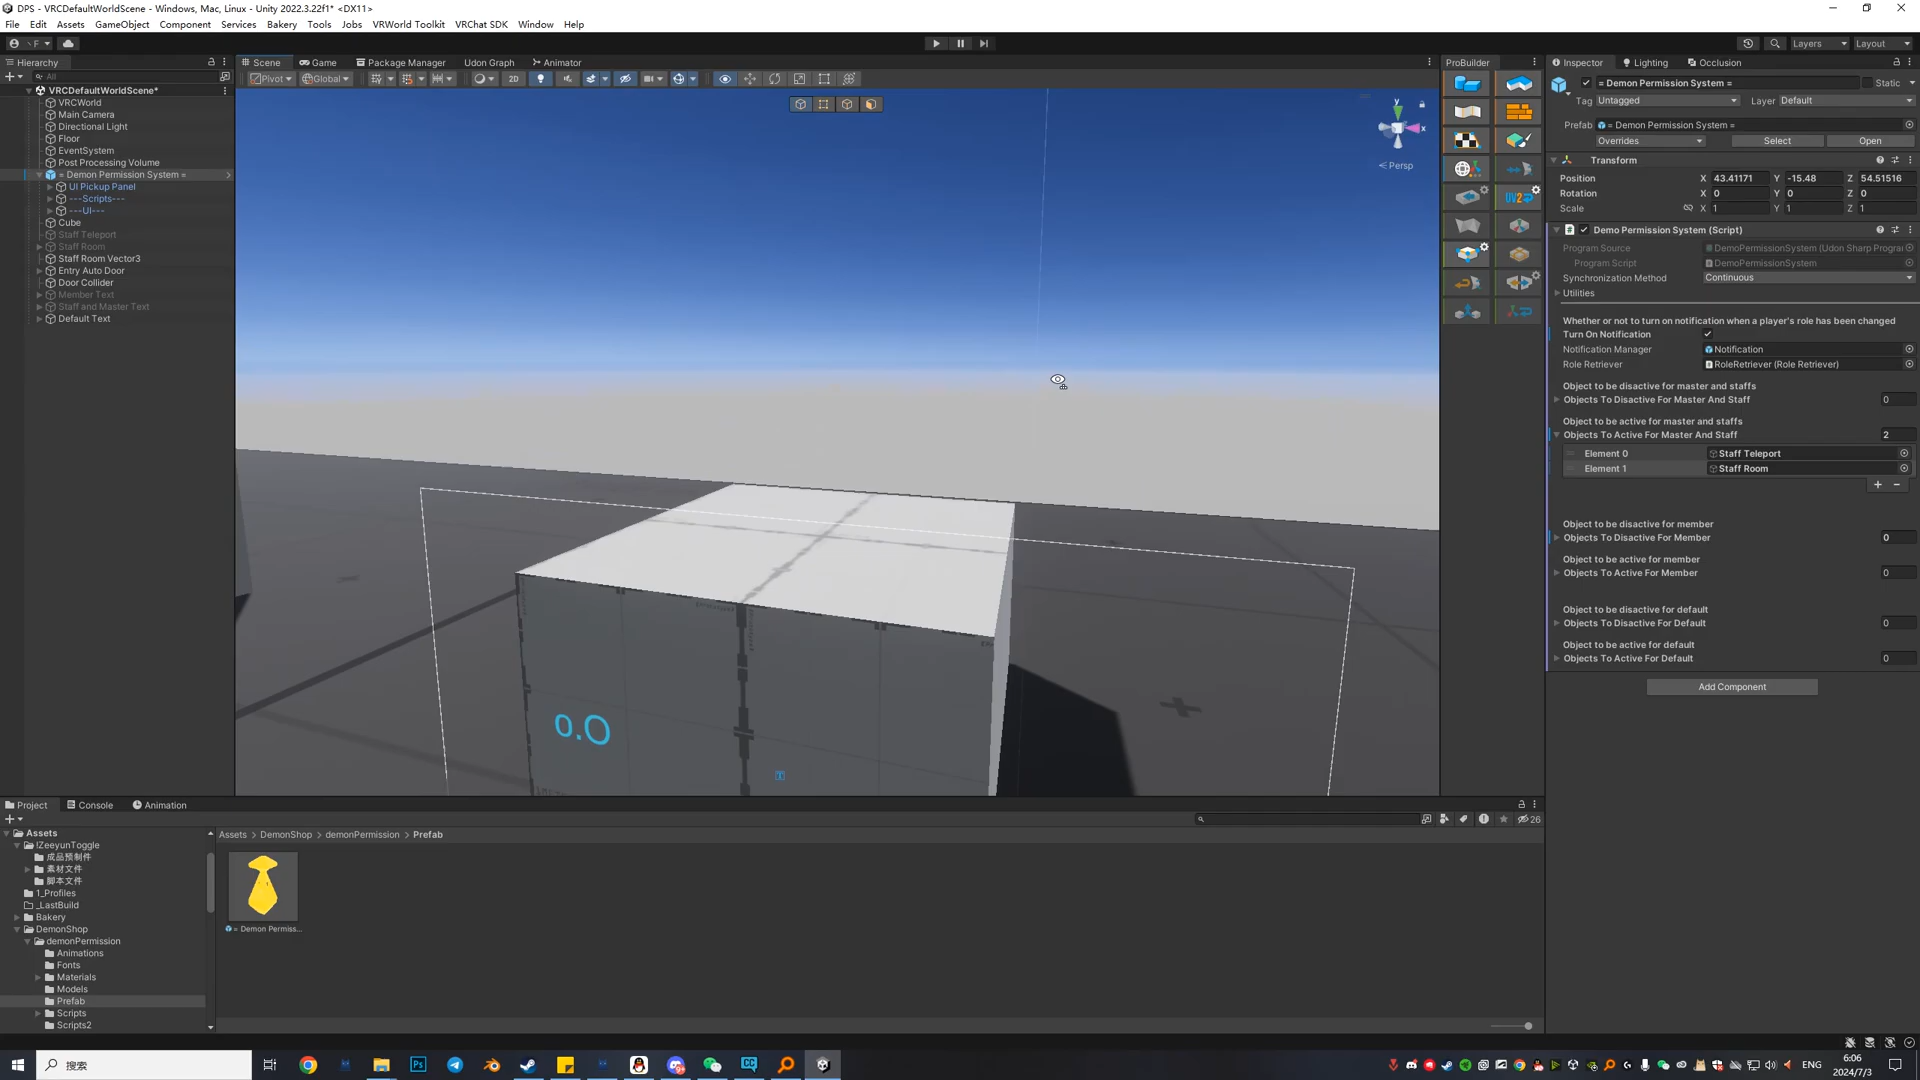 DPS - VRCDefaultWorldScene - Windows, Mac, Linux - Unity 2022.3.22f1* <DX11>
File Edit Assets GameObject Component Services Bakery Tools Jobs VRWorld Toolkit VRChat SDK Window Help
Layers Layout
Hierarchy
All
VRCDefaultWorldScene*
VRCWorld
Main Camera
Directional Light
Floor
EventSystem
Post Processing Volume
= Demon Permission System =
UI Pickup Panel
---Scripts---
---UI---
Cube
Staff Teleport
Staff Room
Staff Room Vector3
Entry Auto Door
Door Collider
Member Text
Staff and Master Text
Default Text
Scene Game Package Manager Udon Graph Animator
Pivot Global 2D
y
x
Persp
0.0
ProBuilder
UV2
Inspector Lighting Occlusion
= Demon Permission System = Static
Tag Untagged Layer Default
Prefab = Demon Permission System =
Overrides Select Open
Transform
Position X 43.41171 Y -15.48 Z 54.51516
Rotation X 0 Y 0 Z 0
Scale X 1 Y 1 Z 1
Demo Permission System (Script)
Program Source DemoPermissionSystem (Udon Sharp Progra
Program Script DemoPermissionSystem
Synchronization Method Continuous
Utilities
Whether or not to turn on notification when a player's role has been changed
Turn On Notification
Notification Manager Notification
Role Retriever RoleRetriever (Role Retriever)
Object to be disactive for master and staffs
Objects To Disactive For Master And Staff 0
Object to be active for master and staffs
Objects To Active For Master And Staff 2
Element 0 Staff Teleport
Element 1 Staff Room
+ −
Object to be disactive for member
Objects To Disactive For Member 0
Object to be active for member
Objects To Active For Member 0
Object to be disactive for default
Objects To Disactive For Default 0
Object to be active for default
Objects To Active For Default 0
Add Component
Project Console Animation
26
Assets
!ZeeyunToggle
成品预制件
素材文件
脚本文件
1_Profiles
_LastBuild
Bakery
DemonShop
demonPermission
Animations
Fonts
Materials
Models
Prefab
Scripts
Scripts2
Assets > DemonShop > demonPermission > Prefab
= Demon Permiss...
搜索
ENG
6:06
2024/7/3